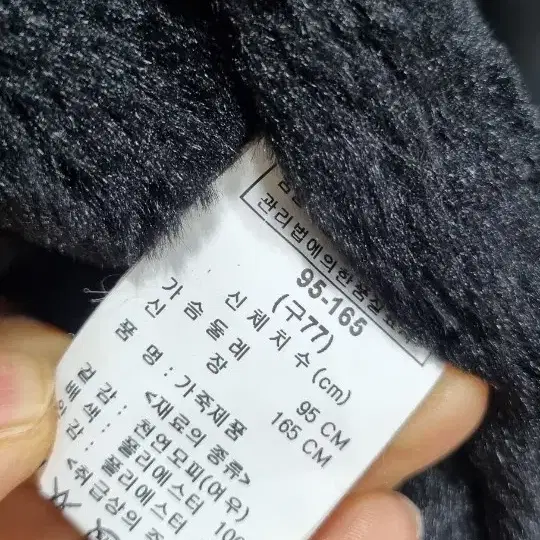 관리법에의한품질
95-165
(구77)
신체치수(cm)
가슴둘레 95 CM
신 장 165 CM
품 명 : 가죽제품
<재료의 종류>
겉감 : 천연모피(여우)
배색 : 폴리에스터 100
안감 : 폴리에스터
<취급상의